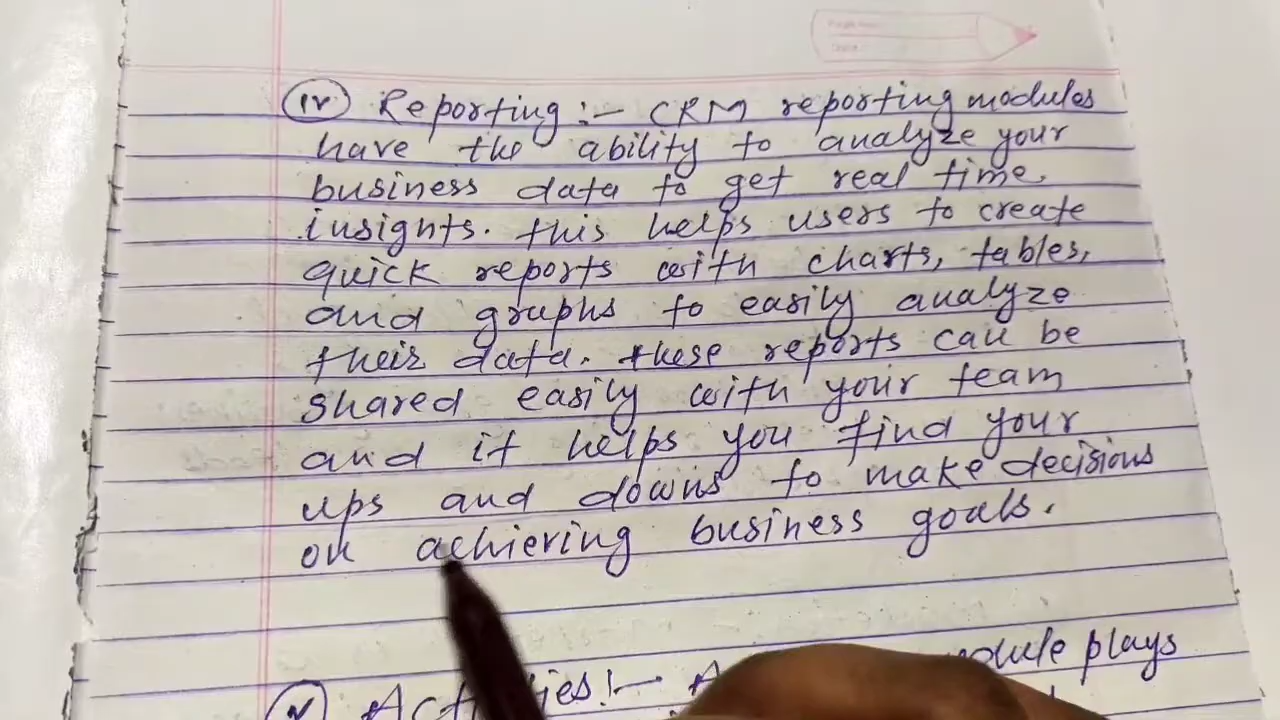 (iv) Reporting :- CRM reporting modules
have the ability to analyze your
business data to get real time
insights. this helps users to create
quick reports with charts, tables,
and graphs to easily analyze
their data. these reports can be
shared easily with your team
and it helps you find your
ups and downs to make decisions
on achieving business goals.
(v) Activities :- module plays